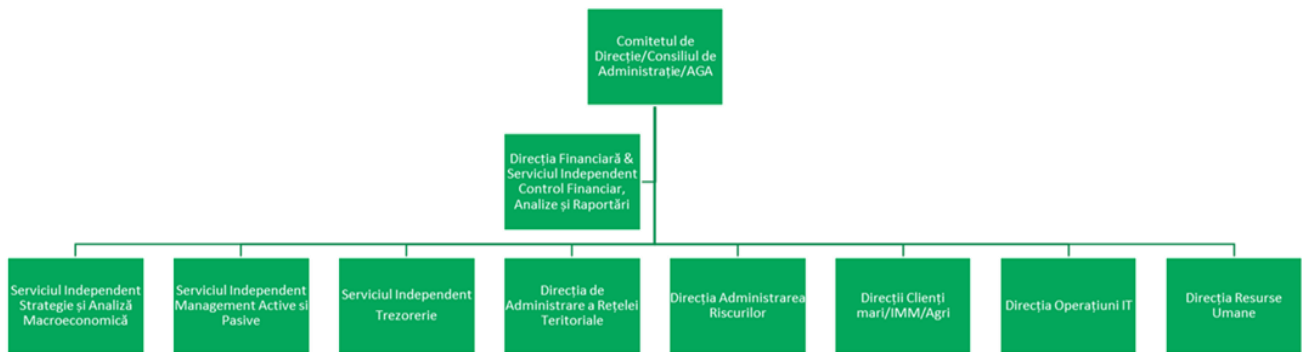 Comitetul de
Direcție/Consiliul de
Administrație/AGA
Direcția Financiară &
Serviciul Independent
Control Financiar,
Analize și Raportări
Serviciul Independent
Strategie și Analiză
Macroeconomică
Serviciul Independent
Management Active si
Pasive
Serviciul Independent
Trezorerie
Direcția de
Administrare a Rețelei
Teritoriale
Direcția Administrarea
Riscurilor
Direcții Clienți
mari/IMM/Agri
Direcția Operațiuni IT
Direcția Resurse
Umane